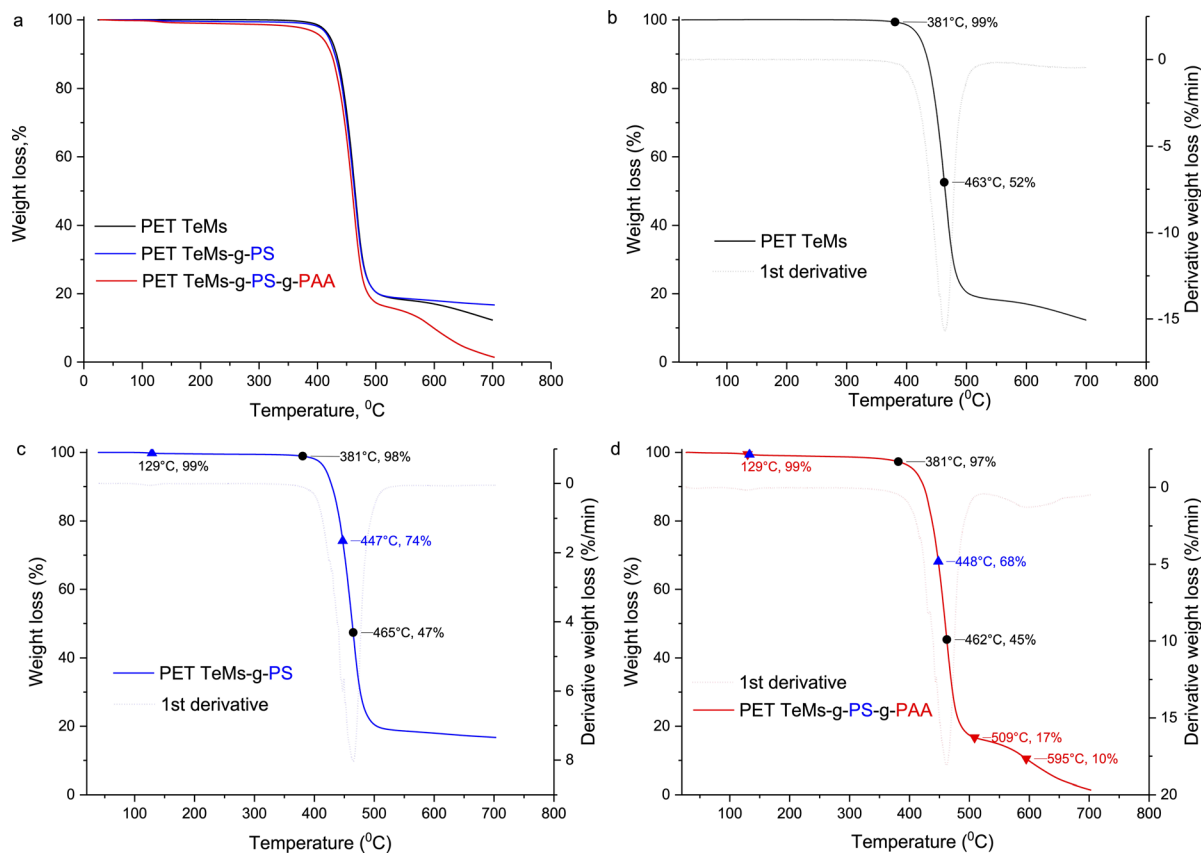 a
Weight loss,%
100
80
60
40
20
0
PET TeMs
PET TeMs-g-PS
PET TeMs-g-PS-g-PAA
0 100 200 300 400 500 600 700 800
Temperature, ⁰C
b
Weight loss (%)
100
80
60
40
20
0
381°C, 99%
463°C, 52%
PET TeMs
1st derivative
0
-5
-10
-15
Derivative weight loss (%/min)
100 200 300 400 500 600 700 800
Temperature (⁰C)
c
Weight loss (%)
100
80
60
40
20
0
129°C, 99%
381°C, 98%
447°C, 74%
465°C, 47%
PET TeMs-g-PS
1st derivative
0
2
4
6
8
Derivative weight loss (%/min)
0 100 200 300 400 500 600 700 800
Temperature (⁰C)
d
Weight loss (%)
100
80
60
40
20
0
129°C, 99%
381°C, 97%
448°C, 68%
462°C, 45%
1st derivative
PET TeMs-g-PS-g-PAA
509°C, 17%
595°C, 10%
0
5
10
15
20
Derivative weight loss (%/min)
0 100 200 300 400 500 600 700 800
Temperature (⁰C)